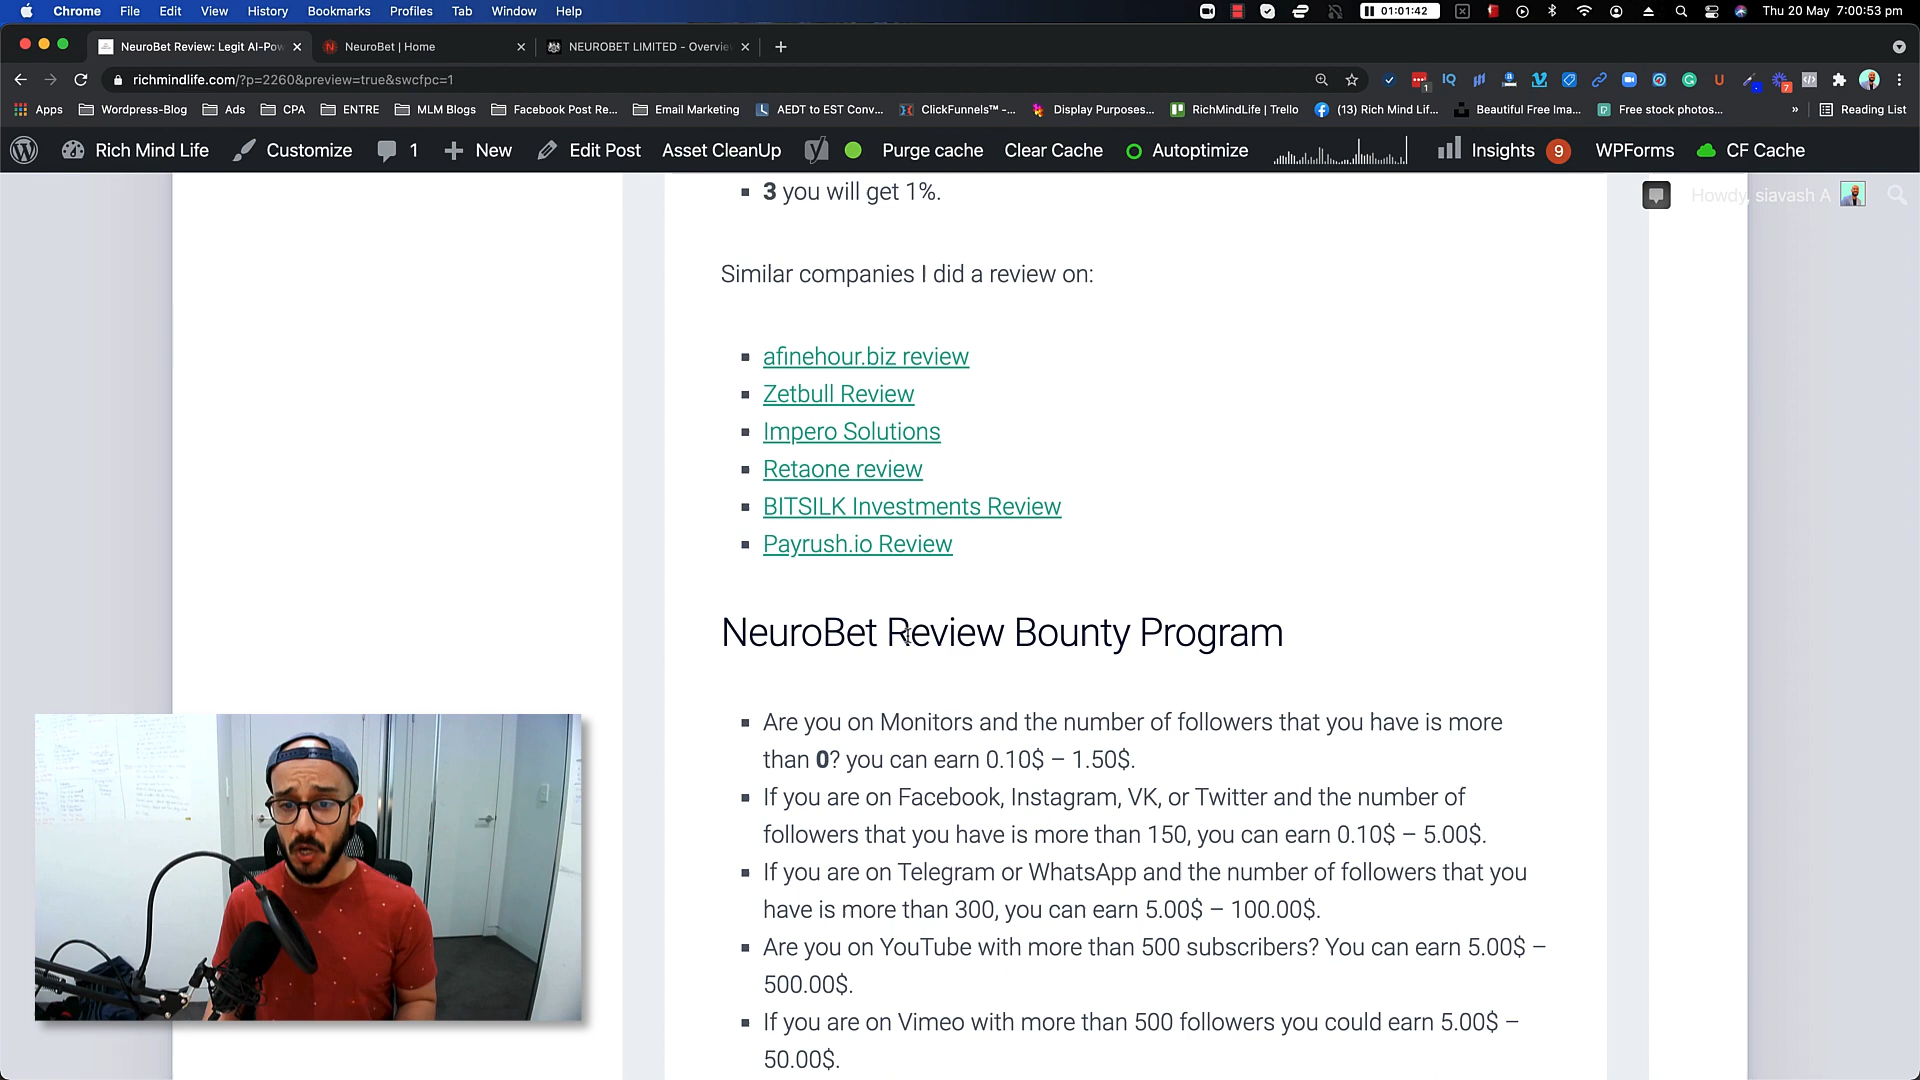 Chrome File Edit View History Bookmarks Profiles Tab Window Help 01:01:42 Thu 20 May 7:00:53 pm
NeuroBet Review: Legit AI-Pow NeuroBet | Home NEUROBET LIMITED - Overvie
richmindlife.com/?p=2260&preview=true&swcfpc=1
Apps Wordpress-Blog Ads CPA ENTRE MLM Blogs Facebook Post Re... Email Marketing AEDT to EST Conv... ClickFunnels™ -... Display Purposes... RichMindLife | Trello (13) Rich Mind Lif... Beautiful Free Ima... Free stock photos... » Reading List
Rich Mind Life Customize 1 New Edit Post Asset CleanUp Purge cache Clear Cache Autoptimize Insights 9 WPForms CF Cache
Howdy, siavash A
3 you will get 1%.
Similar companies I did a review on:
afinehour.biz review
Zetbull Review
Impero Solutions
Retaone review
BITSILK Investments Review
Payrush.io Review
NeuroBet Review Bounty Program
Are you on Monitors and the number of followers that you have is more
than 0? you can earn 0.10$ – 1.50$.
If you are on Facebook, Instagram, VK, or Twitter and the number of
followers that you have is more than 150, you can earn 0.10$ – 5.00$.
If you are on Telegram or WhatsApp and the number of followers that you
have is more than 300, you can earn 5.00$ – 100.00$.
Are you on YouTube with more than 500 subscribers? You can earn 5.00$ –
500.00$.
If you are on Vimeo with more than 500 followers you could earn 5.00$ –
50.00$.